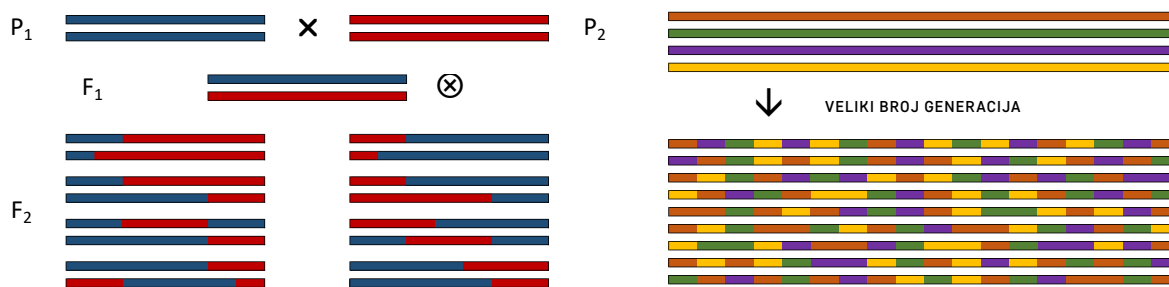 P1
P2
F1
VELIKI BROJ GENERACIJA
F2